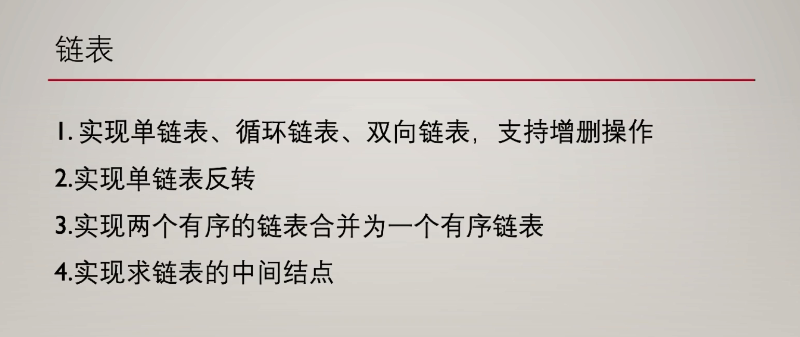 链表
1. 实现单链表、循环链表、双向链表，支持增删操作
2.实现单链表反转
3.实现两个有序的链表合并为一个有序链表
4.实现求链表的中间结点